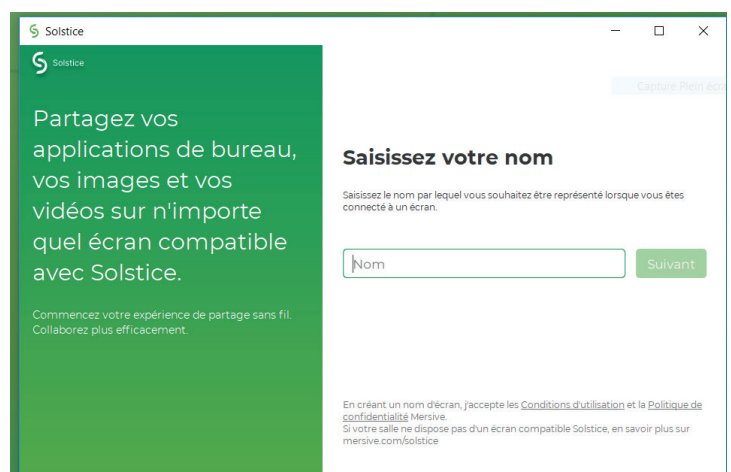 Solstice
Solstice
Partagez vos
applications de bureau,
vos images et vos
vidéos sur n'importe
quel écran compatible
avec Solstice.
Commencez votre expérience de partage sans fil.
Collaborez plus efficacement.
Capture Plein écra
Saisissez votre nom
Saisissez le nom par lequel vous souhaitez être représenté lorsque vous êtes
connecté à un écran.
Nom
Suivant
En créant un nom d'écran, j'accepte les Conditions d'utilisation et la Politique de
confidentialité Mersive.
Si votre salle ne dispose pas d'un écran compatible Solstice, en savoir plus sur
mersive.com/solstice